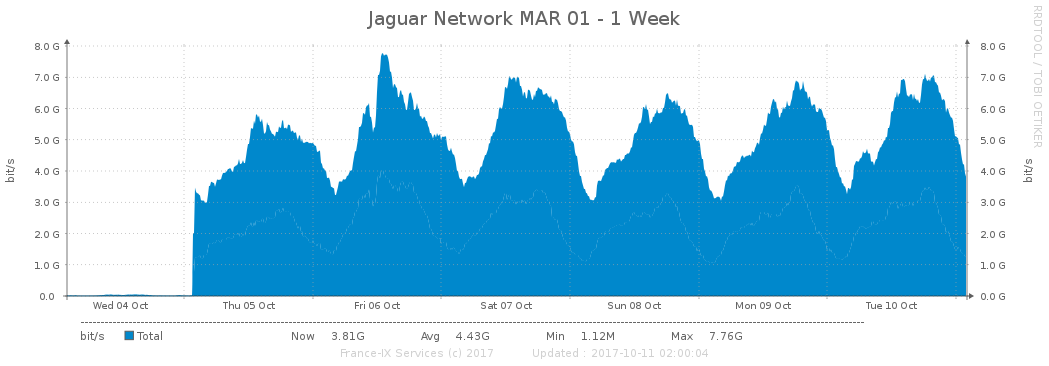 Jaguar Network MAR 01 - 1 Week
RRDTOOL / TOBI OETIKER
bit/s
bit/s
8.0 G 8.0 G
7.0 G 7.0 G
6.0 G 6.0 G
5.0 G 5.0 G
4.0 G 4.0 G
3.0 G 3.0 G
2.0 G 2.0 G
1.0 G 1.0 G
0.0 0.0 G
Wed 04 Oct Thu 05 Oct Fri 06 Oct Sat 07 Oct Sun 08 Oct Mon 09 Oct Tue 10 Oct
bit/s Total Now 3.81G Avg 4.43G Min 1.12M Max 7.76G
France-IX Services (c) 2017 Updated : 2017-10-11 02:00:04